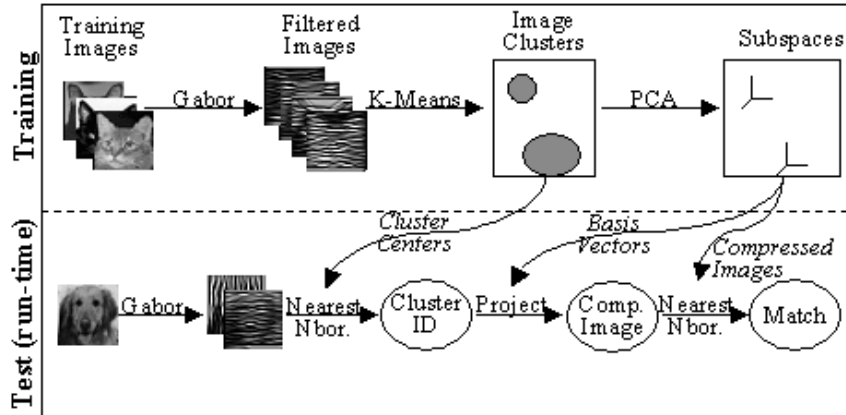 Training
Images
Filtered
Images
Image
Clusters
Subspaces
Training
Gabor
K-Means
PCA
Cluster
Centers
Basis
Vectors
Compressed
Images
Test (run-time)
Gabor
Nearest
Nbor.
Cluster
ID
Project
Comp.
Image
Nearest
Nbor.
Match